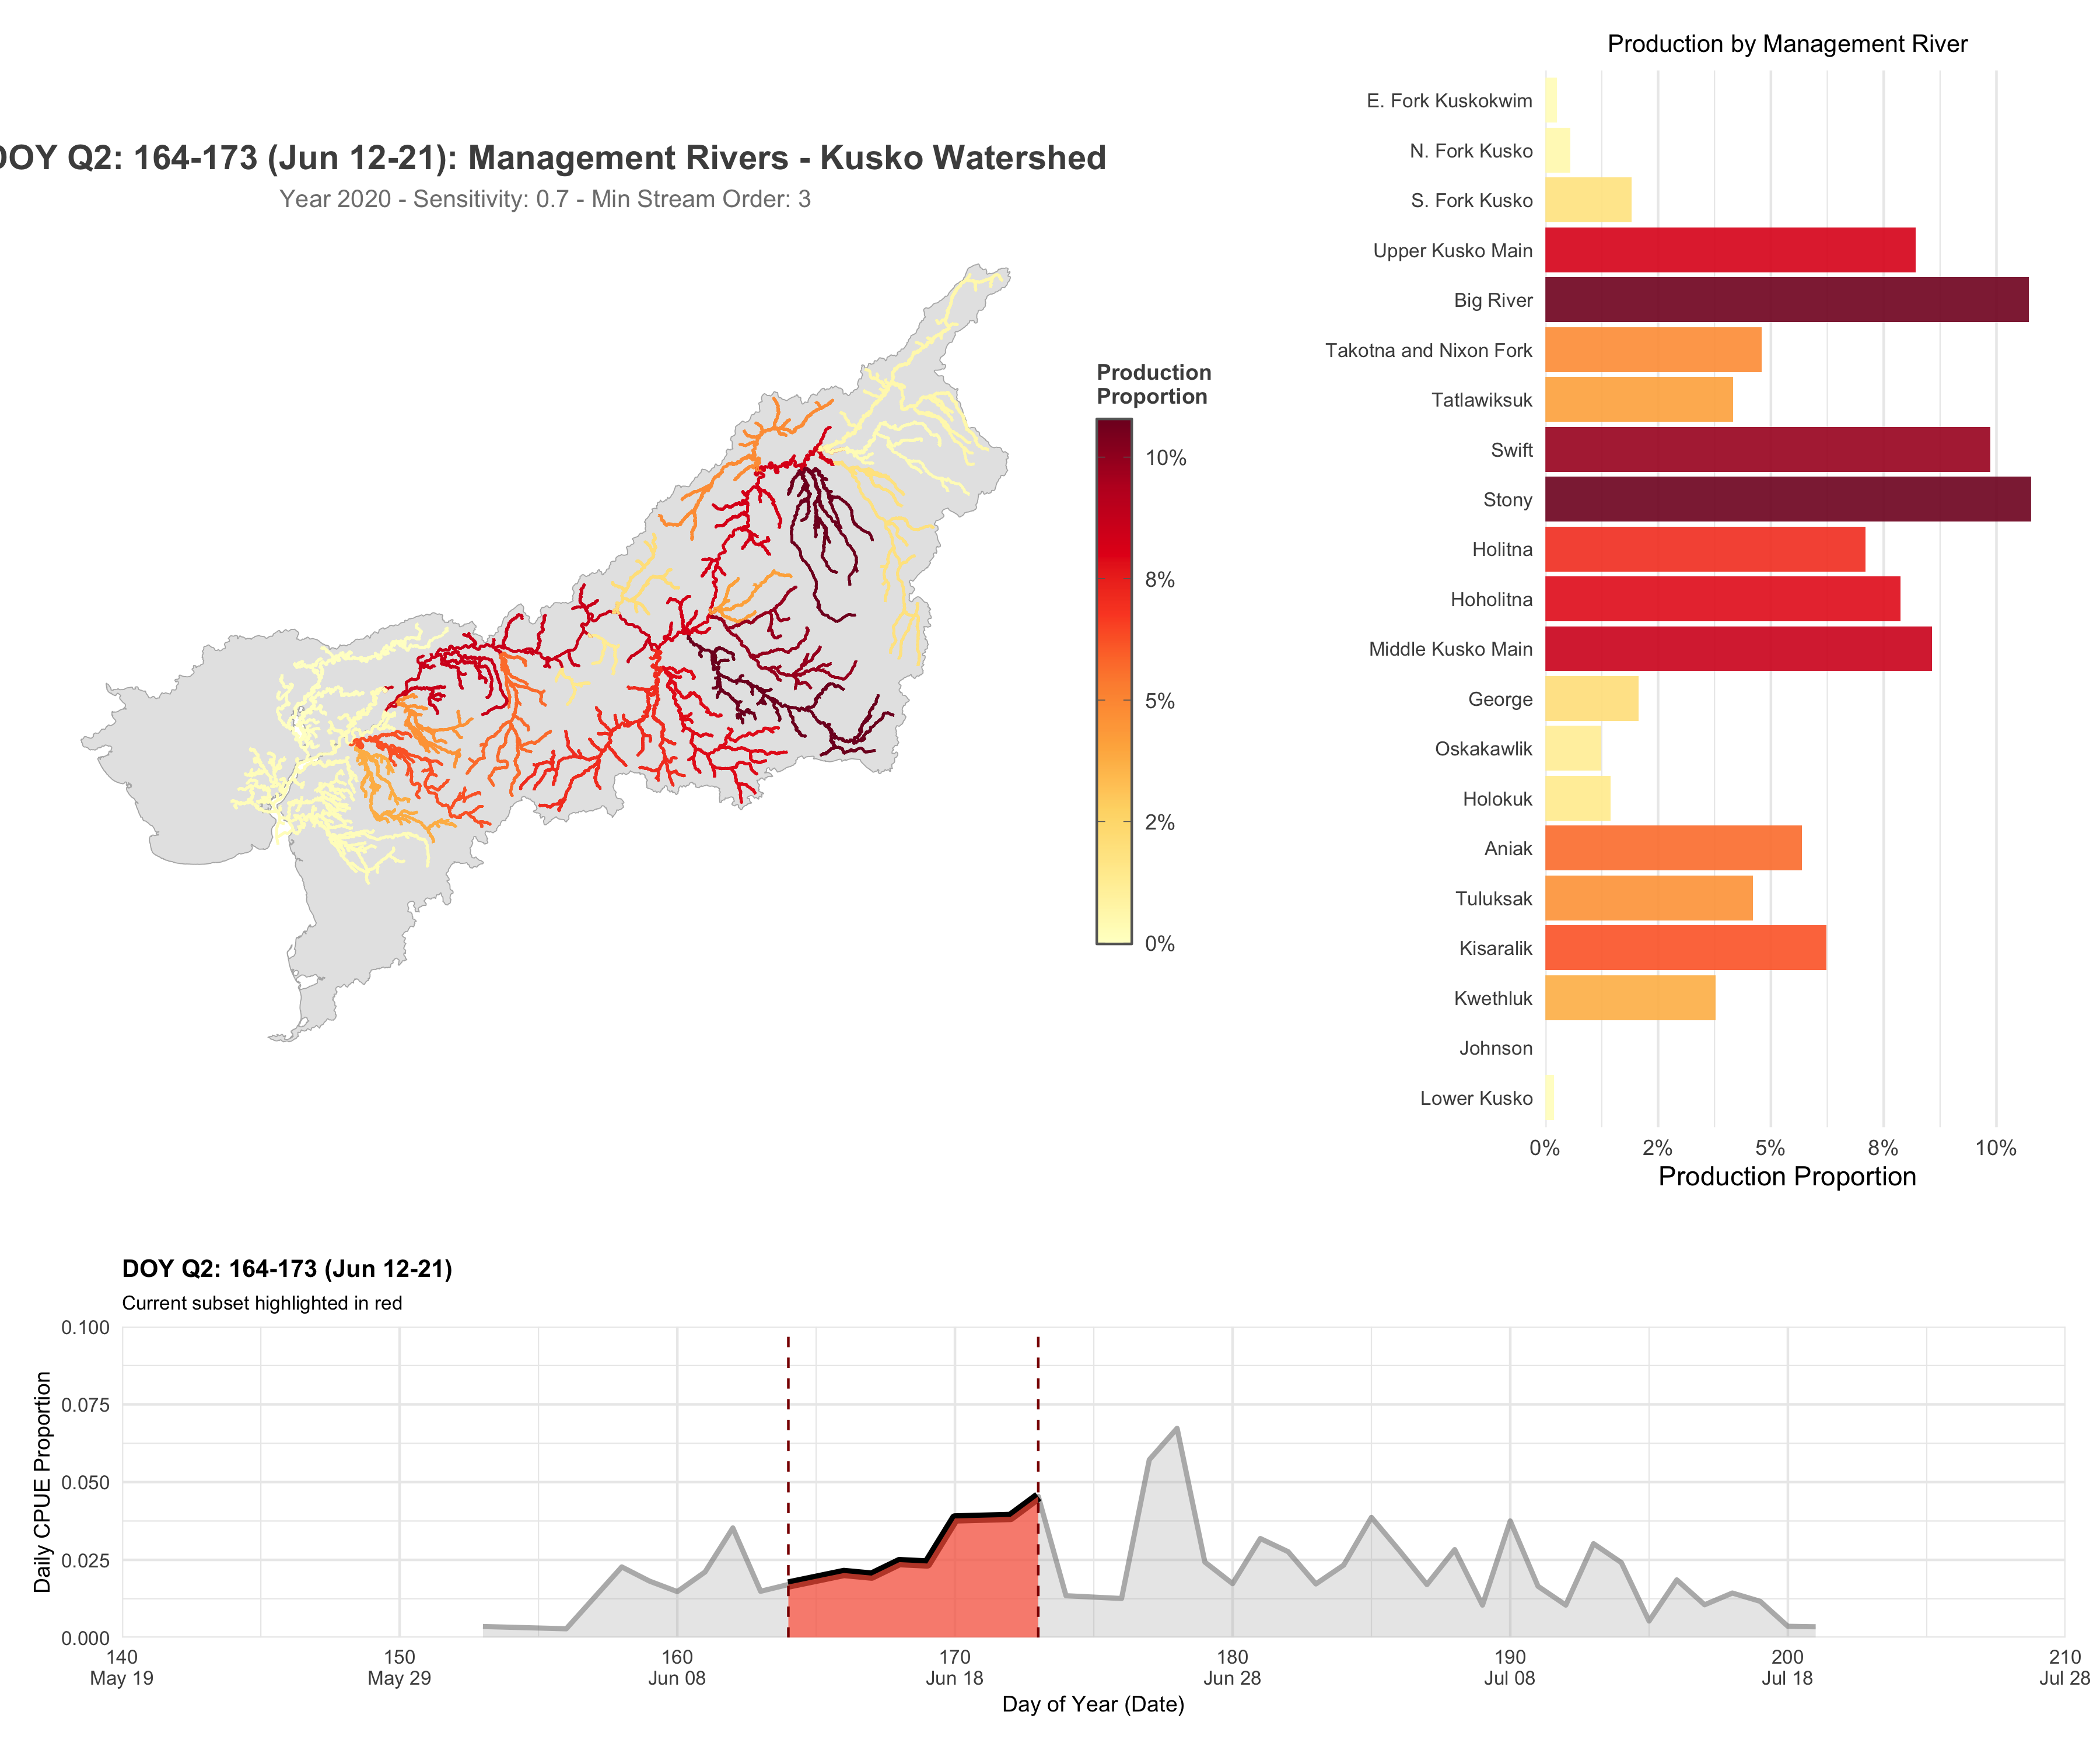 Production by Management River
OY Q2: 164-173 (Jun 12-21): Management Rivers - Kusko Watershed
Year 2020 - Sensitivity: 0.7 - Min Stream Order: 3
Production
Proportion
10%
8%
5%
2%
0%
E. Fork Kuskokwim
N. Fork Kusko
S. Fork Kusko
Upper Kusko Main
Big River
Takotna and Nixon Fork
Tatlawiksuk
Swift
Stony
Holitna
Hoholitna
Middle Kusko Main
George
Oskakawlik
Holokuk
Aniak
Tuluksak
Kisaralik
Kwethluk
Johnson
Lower Kusko
0% 2% 5% 8% 10%
Production Proportion
DOY Q2: 164-173 (Jun 12-21)
Current subset highlighted in red
Daily CPUE Proportion
0.100
0.075
0.050
0.025
0.000
140 150 160 170 180 190 200 210
May 19 May 29 Jun 08 Jun 18 Jun 28 Jul 08 Jul 18 Jul 28
Day of Year (Date)